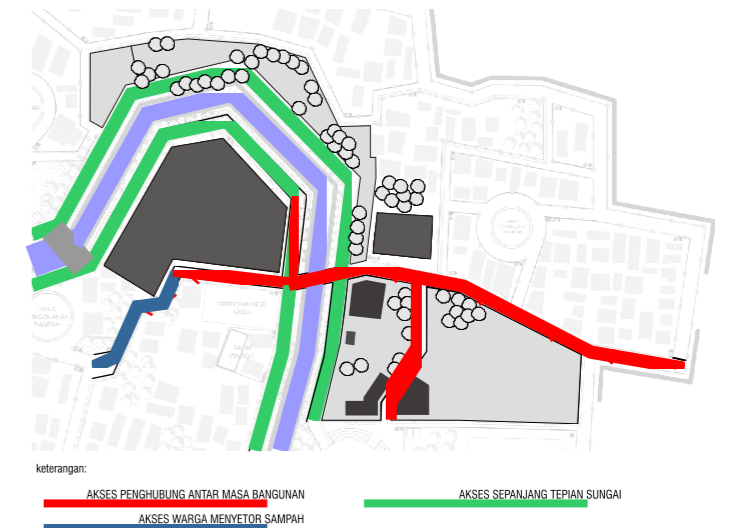 keterangan:
AKSES PENGHUBUNG ANTAR MASA BANGUNAN
AKSES SEPANJANG TEPIAN SUNGAI
AKSES WARGA MENYETOR SAMPAH